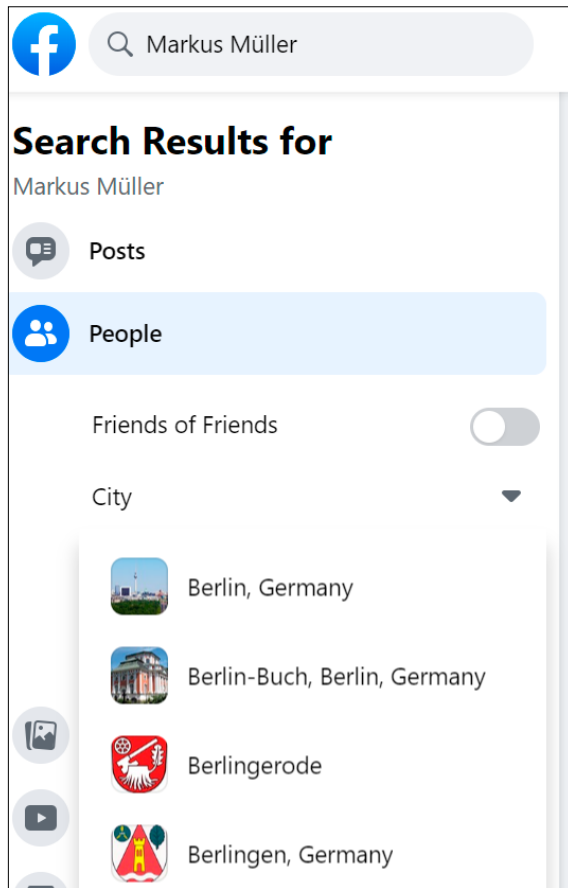 Markus Müller
Search Results for
Markus Müller
Posts
People
Friends of Friends
City
Berlin, Germany
Berlin-Buch, Berlin, Germany
Berlingerode
Berlingen, Germany